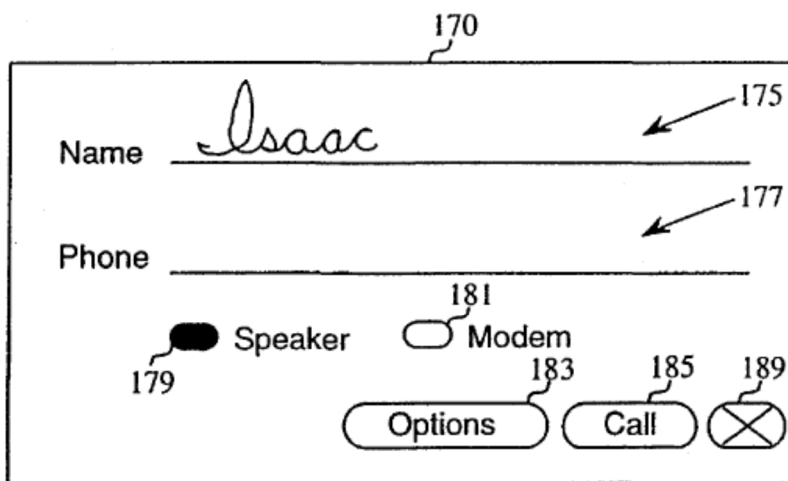 170
Name Isaac 175
Phone 177
179 Speaker 181 Modem
183 185 189
Options Call